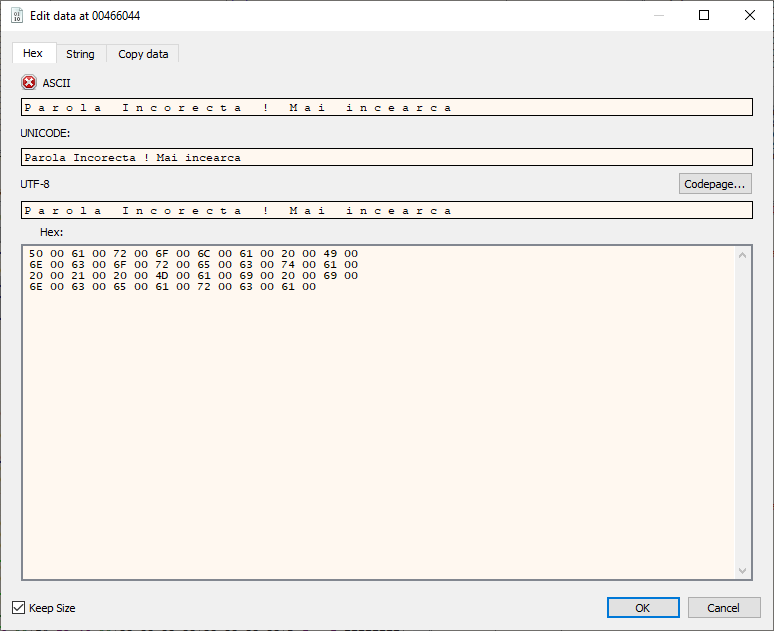 Edit data at 00466044
Hex String Copy data
ASCII
P a r o l a   I n c o r e c t a   !   M a i   i n c e a r c a
UNICODE:
Parola Incorecta ! Mai incearca
UTF-8 Codepage...
P a r o l a   I n c o r e c t a   !   M a i   i n c e a r c a
Hex:
50 00 61 00 72 00 6F 00 6C 00 61 00 20 00 49 00
6E 00 63 00 6F 00 72 00 65 00 63 00 74 00 61 00
20 00 21 00 20 00 4D 00 61 00 69 00 20 00 69 00
6E 00 63 00 65 00 61 00 72 00 63 00 61 00
Keep Size OK Cancel